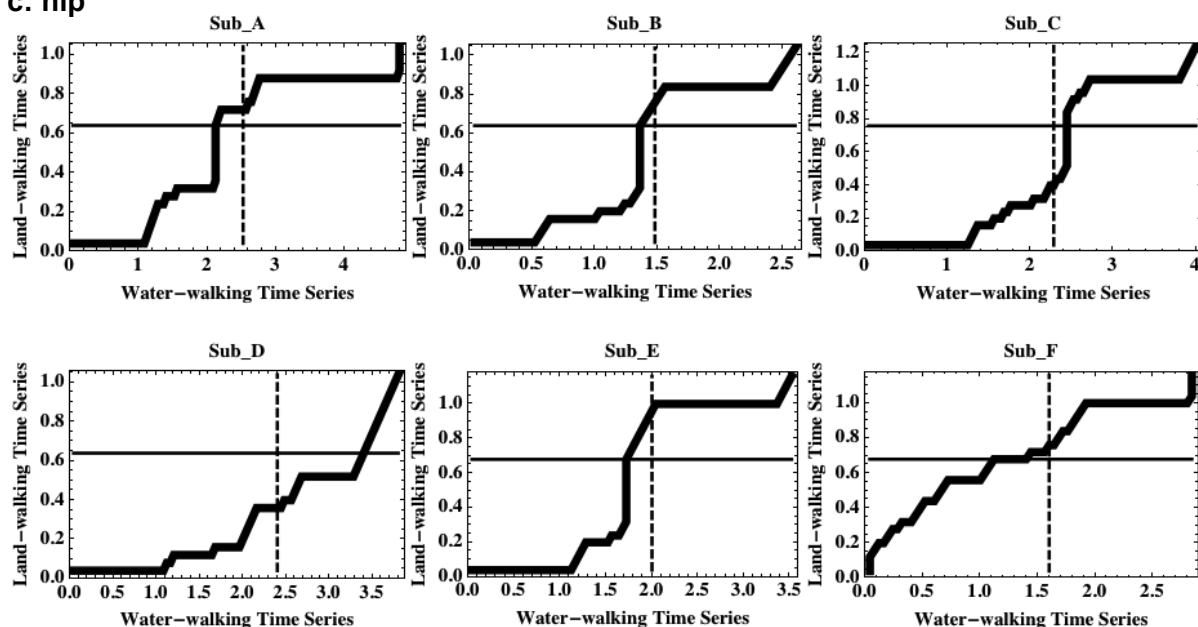 c. hip
Sub_A
Sub_B
Sub_C
Land-walking Time Series
1.0
0.8
0.6
0.4
0.2
0.0
0 1 2 3 4
Water-walking Time Series
Land-walking Time Series
1.0
0.8
0.6
0.4
0.2
0.0
0.0 0.5 1.0 1.5 2.0 2.5
Water-walking Time Series
Land-walking Time Series
1.2
1.0
0.8
0.6
0.4
0.2
0.0
0 1 2 3 4
Water-walking Time Series
Sub_D
Sub_E
Sub_F
Land-walking Time Series
1.0
0.8
0.6
0.4
0.2
0.0
0.0 0.5 1.0 1.5 2.0 2.5 3.0 3.5
Water-walking Time Series
Land-walking Time Series
1.0
0.8
0.6
0.4
0.2
0.0
0.0 0.5 1.0 1.5 2.0 2.5 3.0 3.5
Water-walking Time Series
Land-walking Time Series
1.0
0.8
0.6
0.4
0.2
0.0
0.0 0.5 1.0 1.5 2.0 2.5
Water-walking Time Series